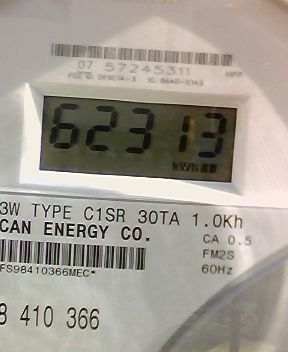 07 57245311
62313
kWh
3W TYPE C1SR 30TA 1.0Kh
CAN ENERGY CO.
CA 0.5
FM2S
60Hz
FS98410366MEC*
8 410 366